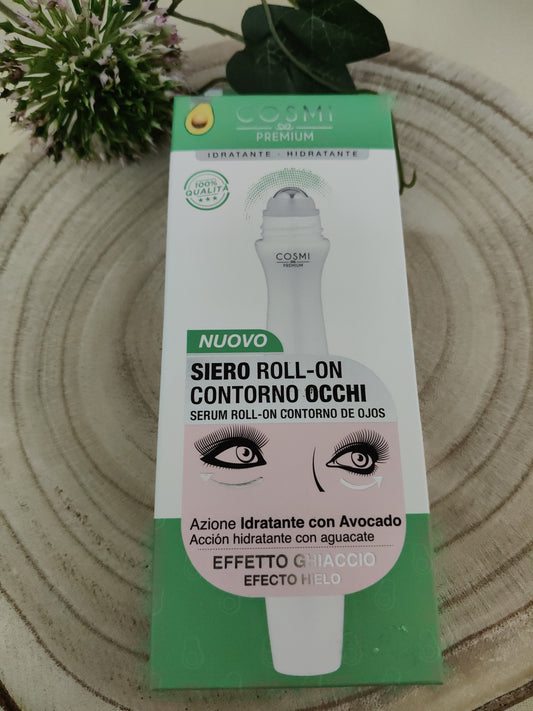 COSMI
SEI
PREMIUM
IDRATANTE - HIDRATANTE
100%
QUALITÀ
COSMI
PREMIUM
NUOVO
SIERO ROLL-ON
CONTORNO OCCHI
SERUM ROLL-ON CONTORNO DE OJOS
Azione Idratante con Avocado
Acción hidratante con aguacate
EFFETTO GHIACCIO
EFECTO HIELO